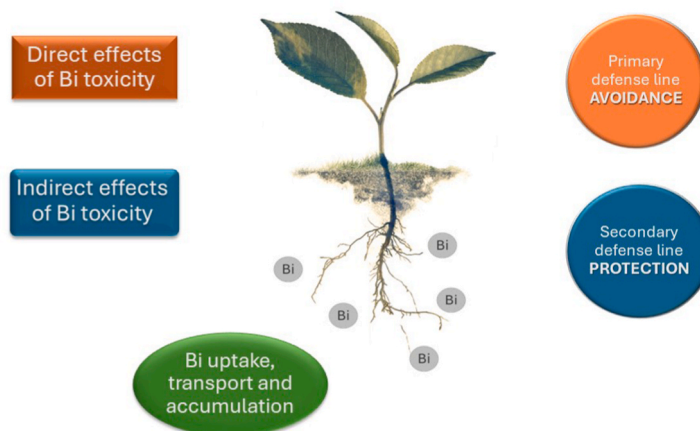 Direct effects
of Bi toxicity
Primary
defense line
AVOIDANCE
Indirect effects
of Bi toxicity
Secondary
defense line
PROTECTION
Bi
Bi
Bi
Bi
Bi
Bi uptake,
transport and
accumulation